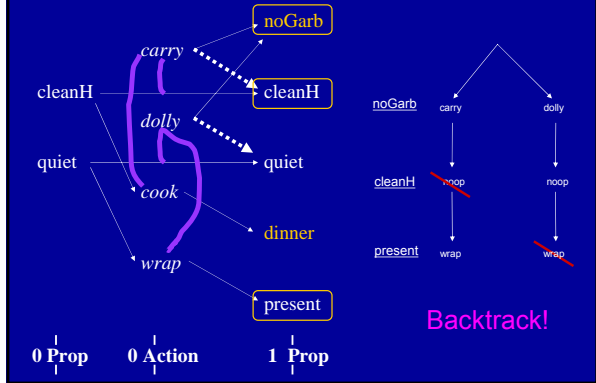 noGarb
carry
cleanH
cleanH
dolly
quiet
quiet
cook
dinner
wrap
present
0 Prop
0 Action
1 Prop
noGarb
carry
dolly
cleanH
noop
noop
present
wrap
wrap
Backtrack!